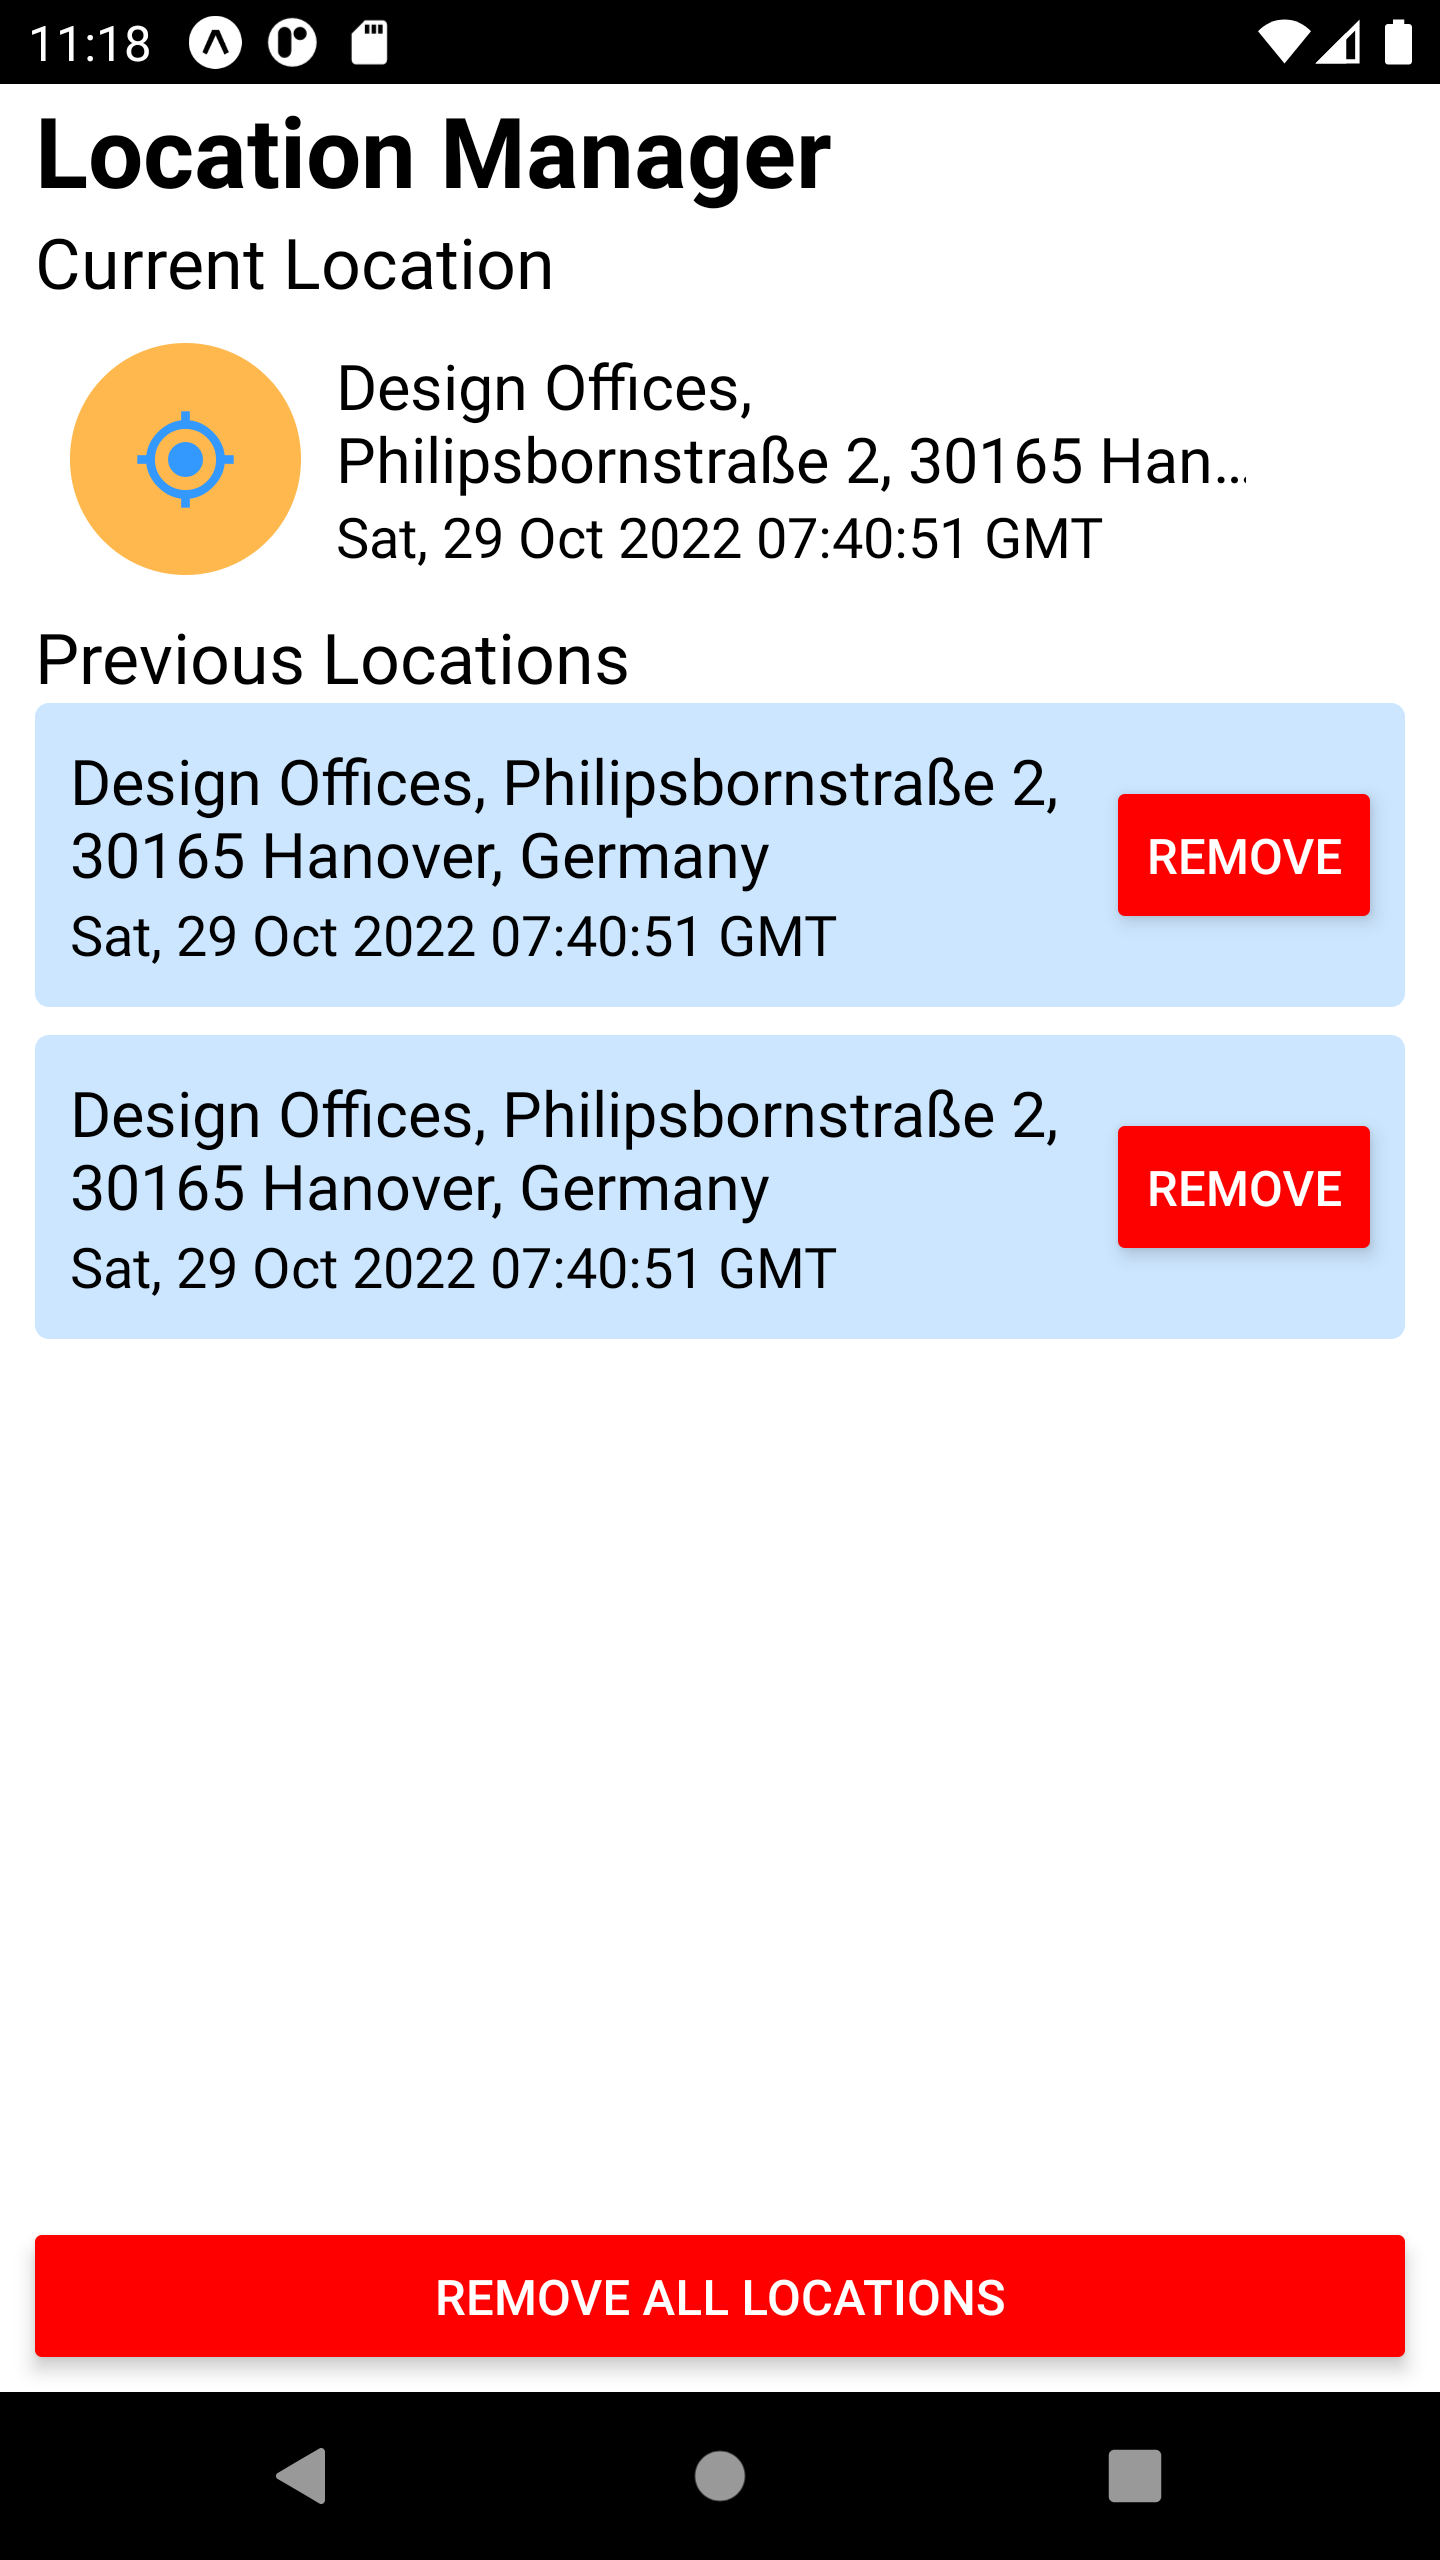 11:18
Location Manager
Current Location
Design Offices,
Philipsbornstraße 2, 30165 Han…
Sat, 29 Oct 2022 07:40:51 GMT
Previous Locations
Design Offices, Philipsbornstraße 2,
30165 Hanover, Germany
Sat, 29 Oct 2022 07:40:51 GMT
REMOVE
Design Offices, Philipsbornstraße 2,
30165 Hanover, Germany
Sat, 29 Oct 2022 07:40:51 GMT
REMOVE
REMOVE ALL LOCATIONS